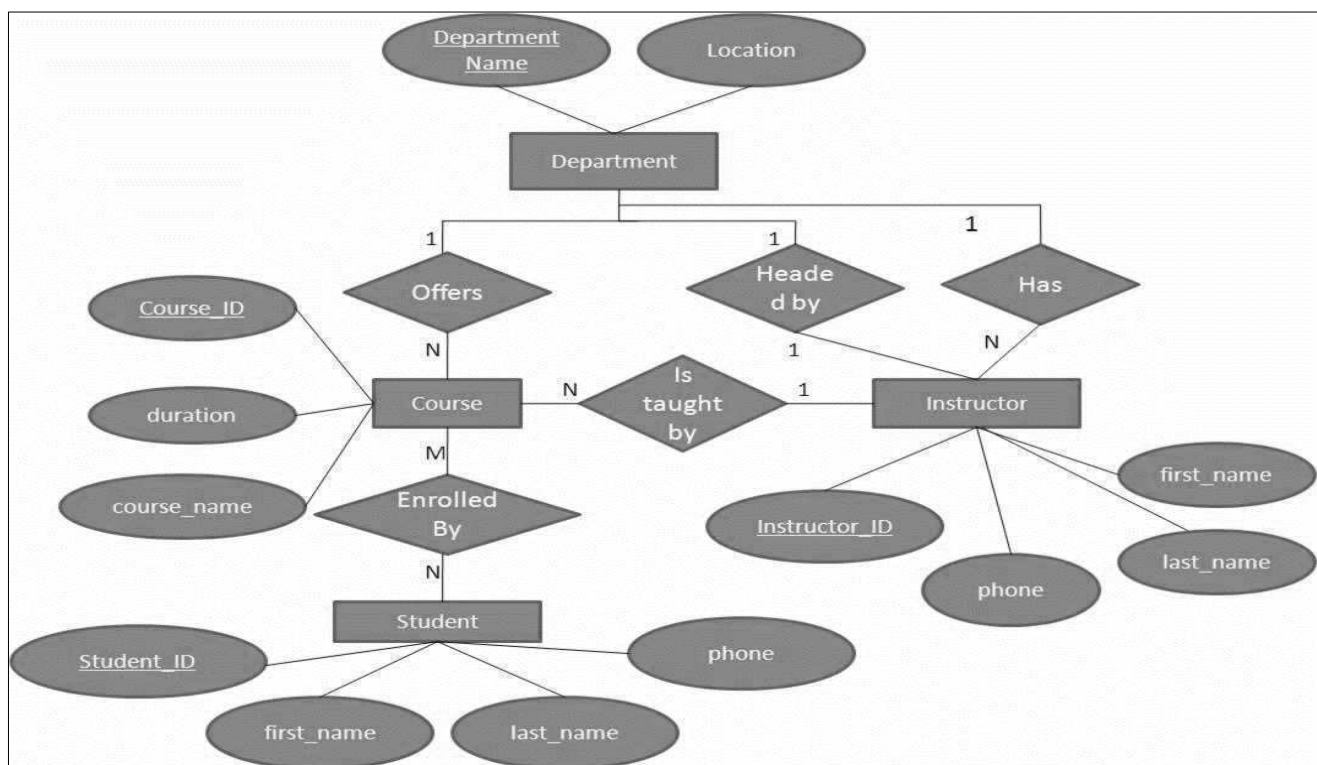 Department
Name
Location
Department
1
1
1
Offers
Heade
d by
Has
Course_ID
N
1
N
duration
Course
N
Is
taught
by
1
Instructor
M
course_name
Enrolled
By
first_name
Instructor_ID
last_name
N
phone
Student
Student_ID
phone
first_name
last_name